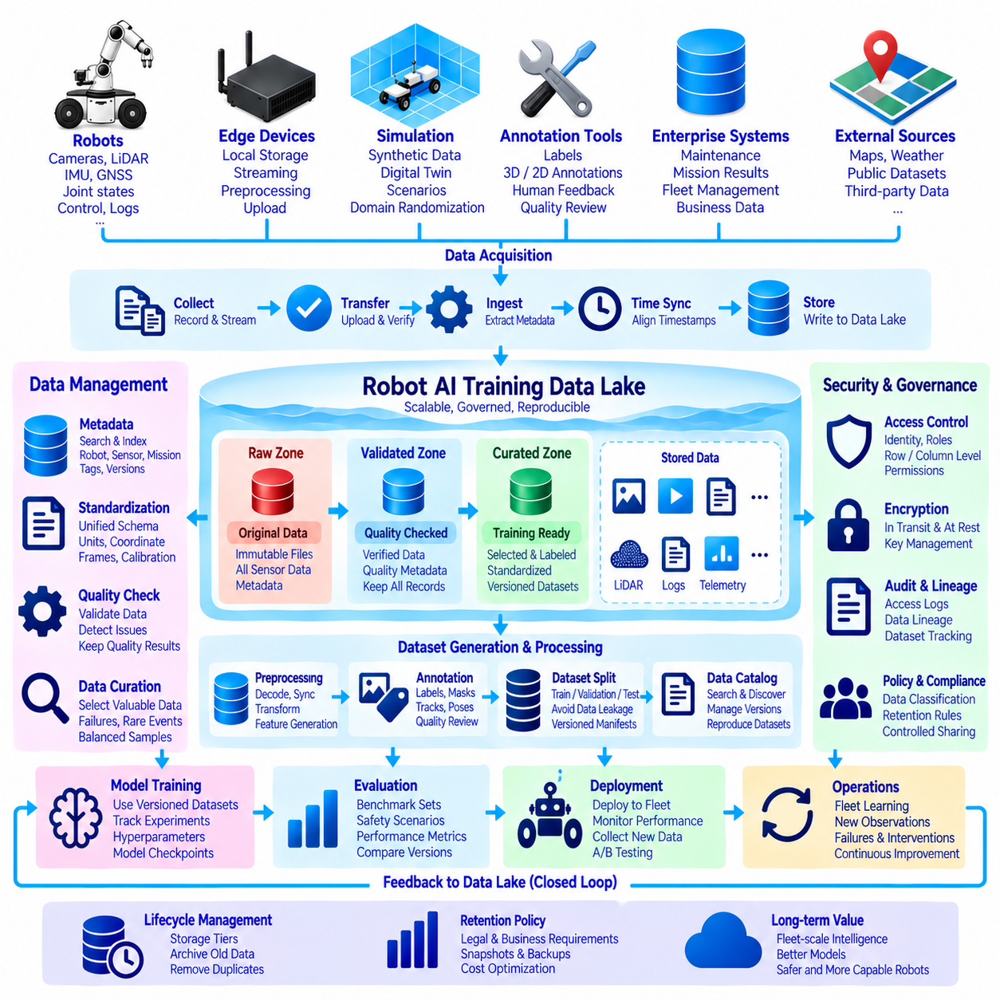 Robots
Cameras, LiDAR
IMU, GNSS
Joint states
Control, Logs
...
Edge Devices
Local Storage
Streaming
Preprocessing
Upload
Simulation
Synthetic Data
Digital Twin
Scenarios
Domain Randomization
Annotation Tools
Labels
3D / 2D Annotations
Human Feedback
Quality Review
Enterprise Systems
Maintenance
Mission Results
Fleet Management
Business Data
External Sources
Maps, Weather
Public Datasets
Third-party Data
...
Data Acquisition
Collect
Record & Stream
Transfer
Upload & Verify
Ingest
Extract Metadata
Time Sync
Align Timestamps
Store
Write to Data Lake
Data Management
Metadata
Search & Index
Robot, Sensor, Mission
Tags, Versions
Standardization
Unified Schema
Units, Coordinate
Frames, Calibration
Quality Check
Validate Data
Detect Issues
Keep Quality Results
Data Curation
Select Valuable Data
Failures, Rare Events
Balanced Samples
Robot AI Training Data Lake
Scalable, Governed, Reproducible
Raw Zone
Original Data
Immutable Files
All Sensor Data
Metadata
Validated Zone
Quality Checked
Verified Data
Quality Metadata
Keep All Records
Curated Zone
Training Ready
Selected & Labeled
Standardized
Versioned Datasets
Stored Data
...
LiDAR
Logs
Telemetry
...
Security & Governance
Access Control
Identity, Roles
Row / Column Level
Permissions
Encryption
In Transit & At Rest
Key Management
Audit & Lineage
Access Logs
Data Lineage
Dataset Tracking
Policy & Compliance
Data Classification
Retention Rules
Controlled Sharing
Dataset Generation & Processing
Preprocessing
Decode, Sync
Transform
Feature Generation
Annotation
Labels, Masks
Tracks, Poses
Quality Review
Dataset Split
Train / Validation / Test
Avoid Data Leakage
Versioned Manifests
Data Catalog
Search & Discover
Manage Versions
Reproduce Datasets
Model Training
Use Versioned Datasets
Track Experiments
Hyperparameters
Model Checkpoints
Evaluation
Benchmark Sets
Safety Scenarios
Performance Metrics
Compare Versions
Deployment
Deploy to Fleet
Monitor Performance
Collect New Data
A/B Testing
Operations
Fleet Learning
New Observations
Failures & Interventions
Continuous Improvement
Feedback to Data Lake (Closed Loop)
Lifecycle Management
Storage Tiers
Archive Old Data
Remove Duplicates
Retention Policy
Legal & Business Requirements
Snapshots & Backups
Cost Optimization
Long-term Value
Fleet-scale Intelligence
Better Models
Safer and More Capable Robots